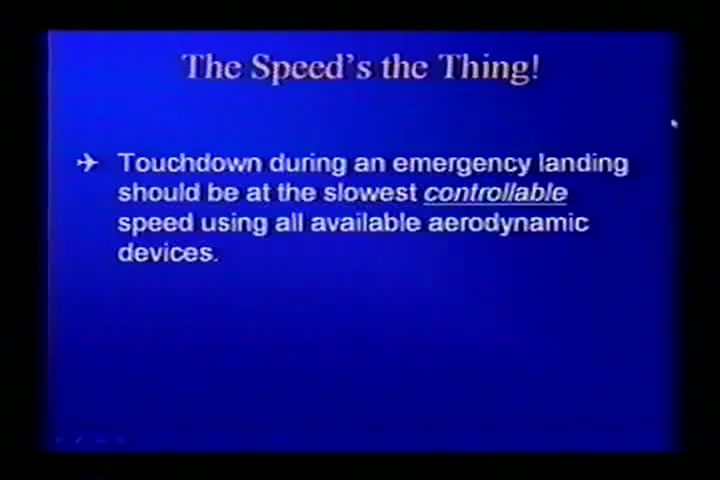 The Speed's the Thing!
Touchdown during an emergency landing
should be at the slowest controllable
speed using all available aerodynamic
devices.